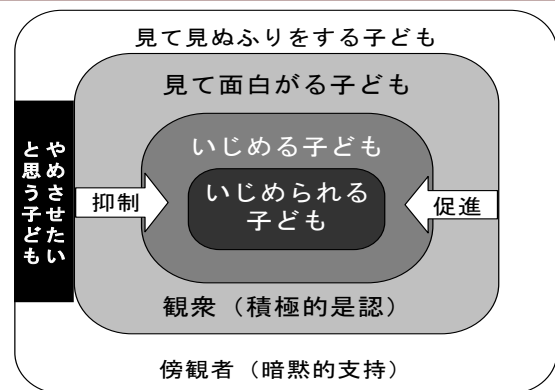 見て見ぬふりをする子ども
見て面白がる子ども
いじめる子ども
いじめられる
子ども
やめさせたい
と思う子ども
抑制
促進
観衆（積極的是認）
傍観者（暗黙的支持）